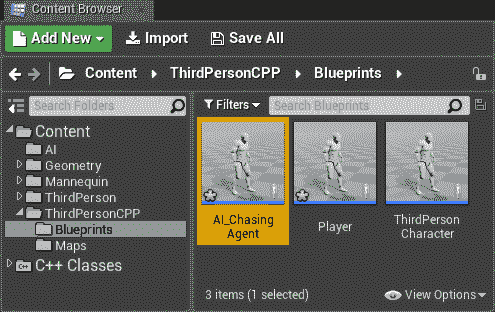 Content Browser
Add New Import Save All
Content ThirdPersonCPP Blueprints
Search Folders
Filters Search Blueprints
Content
AI
Geometry
Mannequin
ThirdPerson
ThirdPersonCPP
Blueprints
Maps
C++ Classes
AI_Chasing
Agent
Player
ThirdPerson
Character
3 items (1 selected)
View Options